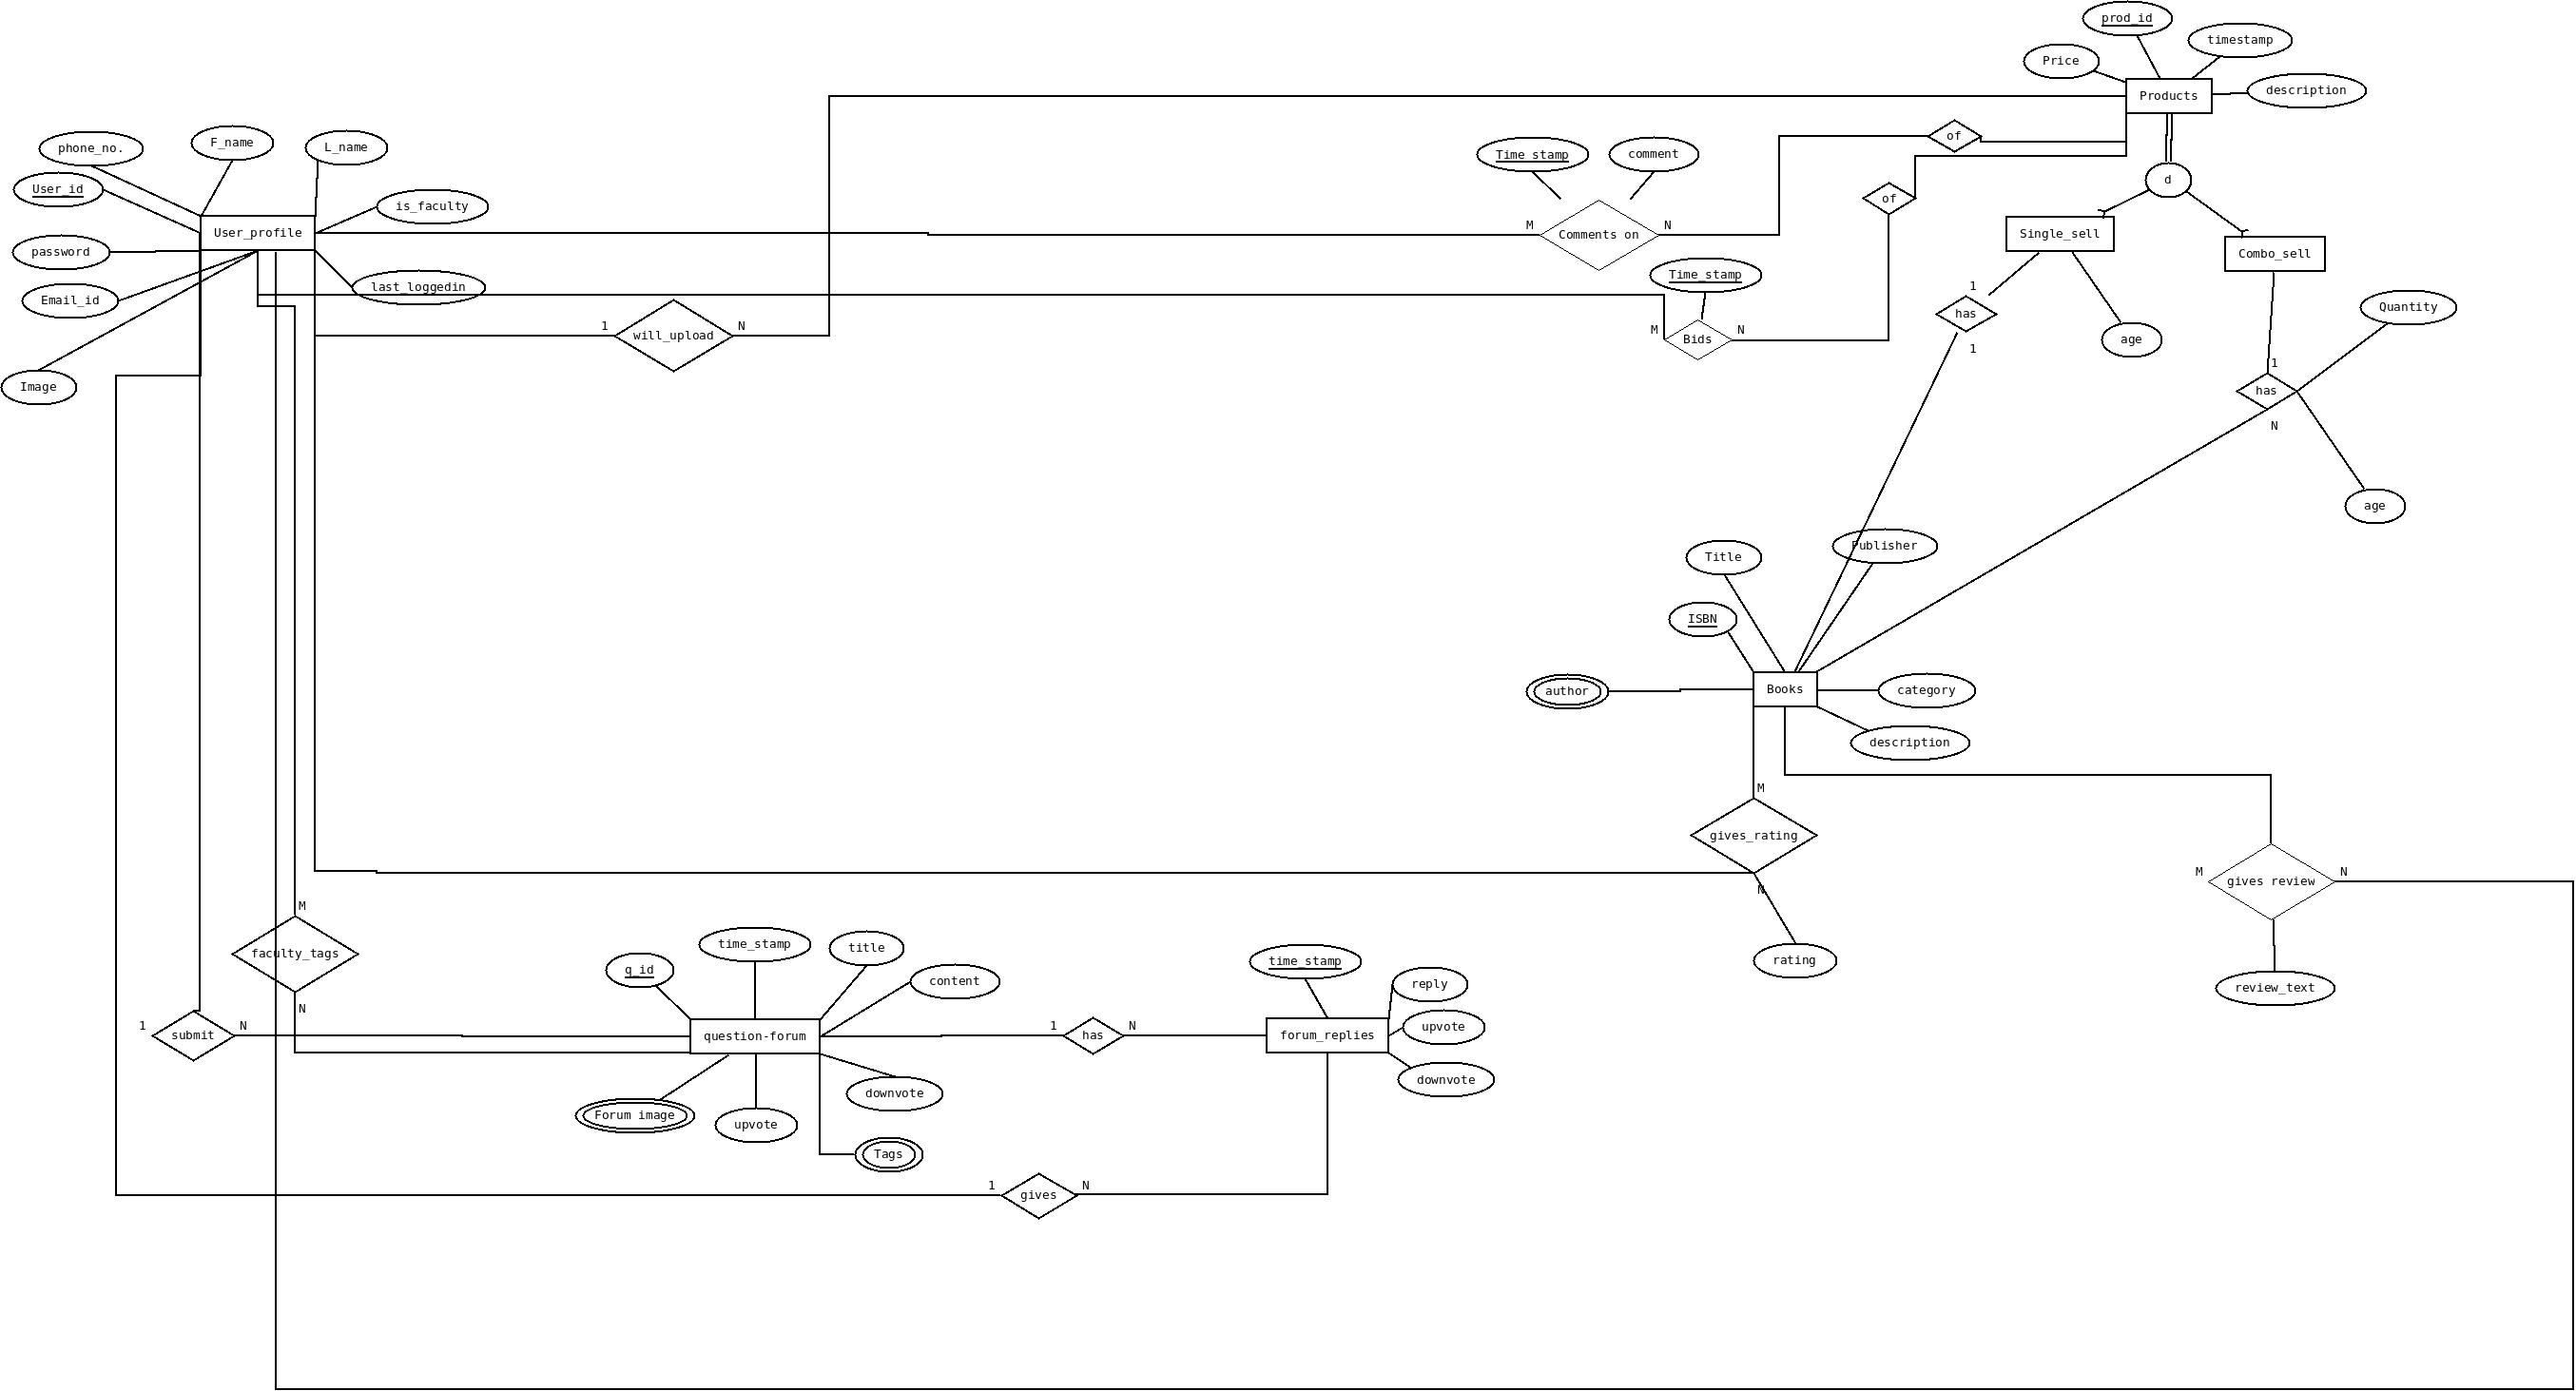 prod_id
timestamp
Price
description
Products
phone_no.
F_name
L_name
User_id
is_faculty
User_profile
password
Email_id
last_loggedin
Image
Time_stamp
comment
of
of
d
M
Comments on
N
Single_sell
Combo_sell
Time_stamp
1
will_upload
N
M
Bids
N
1
has
1
age
Quantity
1
has
N
age
Title
Publisher
ISBN
author
Books
category
description
M
gives_rating
N
rating
M
gives review
N
review_text
M
faculty_tags
N
1
submit
N
q_id
time_stamp
title
content
question-forum
1
has
N
time_stamp
reply
forum_replies
upvote
downvote
Forum image
upvote
downvote
Tags
1
gives
N